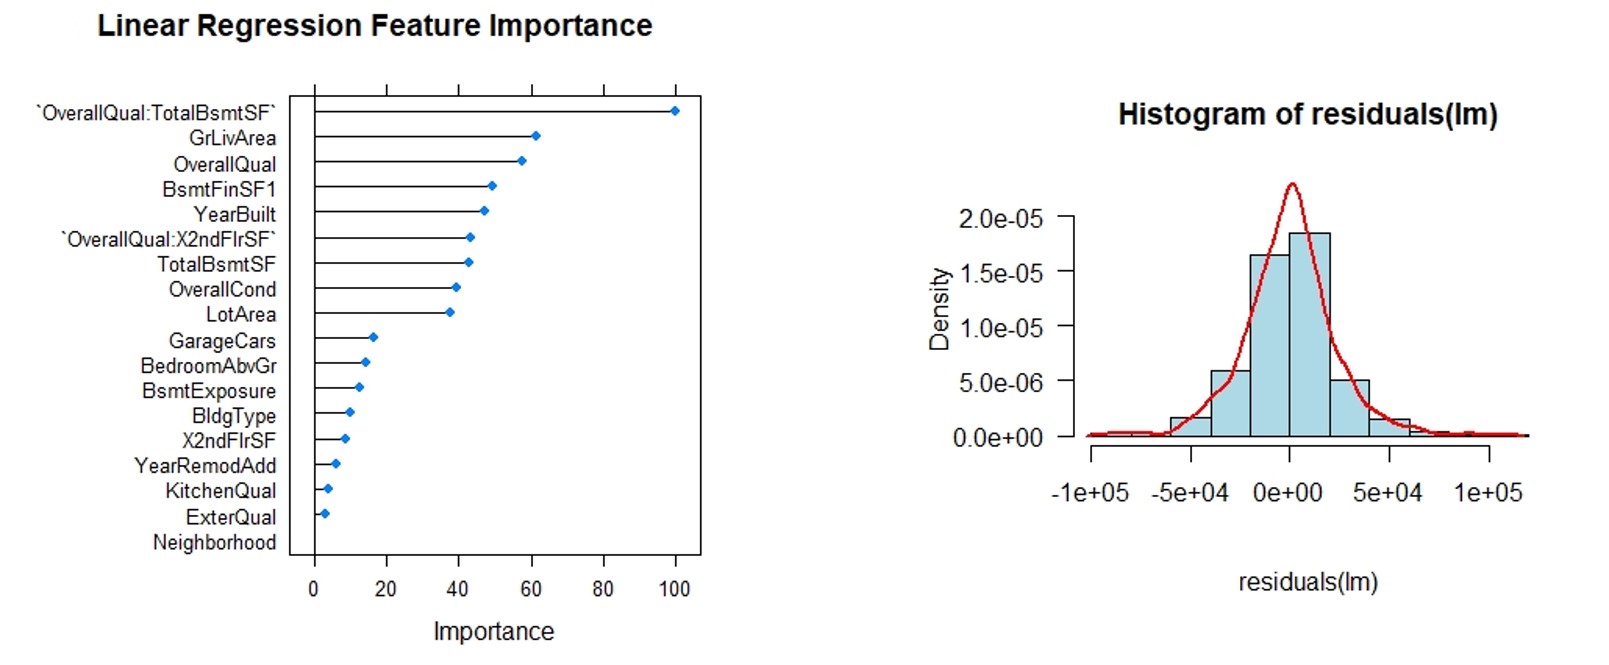 Linear Regression Feature Importance
`OverallQual:TotalBsmtSF`
GrLivArea
OverallQual
BsmtFinSF1
YearBuilt
`OverallQual:X2ndFlrSF`
TotalBsmtSF
OverallCond
LotArea
GarageCars
BedroomAbvGr
BsmtExposure
BldgType
X2ndFlrSF
YearRemodAdd
KitchenQual
ExterQual
Neighborhood
0 20 40 60 80 100
Importance
Histogram of residuals(lm)
Density
2.0e-05
1.5e-05
1.0e-05
5.0e-06
0.0e+00
-1e+05 -5e+04 0e+00 5e+04 1e+05
residuals(lm)